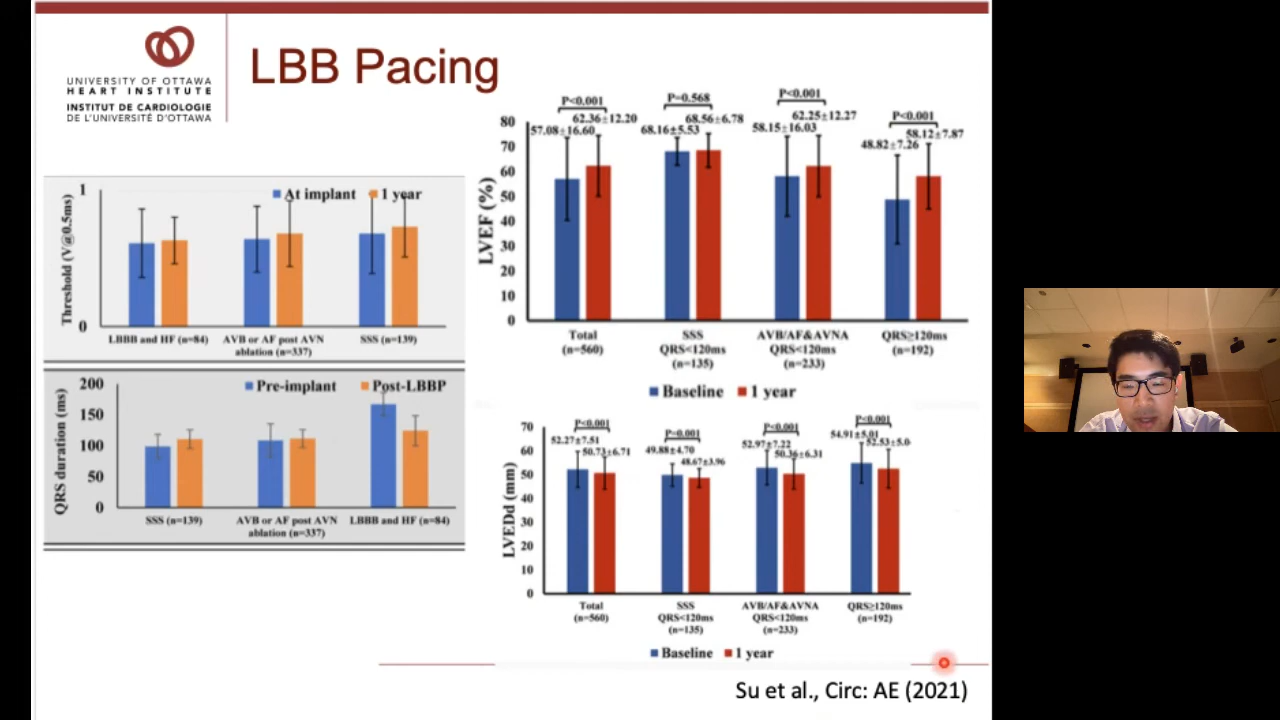 UNIVERSITY OF OTTAWA
HEART INSTITUTE
INSTITUT DE CARDIOLOGIE
DE L'UNIVERSITÉ D'OTTAWA
LBB Pacing
Threshold (V@0.5ms)
1
0
At implant 1 year
LBBB and HF (n=84)
AVB or AF post AVN
ablation (n=337)
SSS (n=139)
QRS duration (ms)
200
150
100
50
0
Pre-implant Post-LBBP
SSS (n=139)
AVB or AF post AVN
ablation (n=337)
LBBB and HF (n=84)
LVEF (%)
80
70
60
50
40
30
20
10
0
P<0.001
57.08±16.60
62.36±12.20
P=0.568
68.16±5.53
68.56±6.78
P<0.001
58.15±16.03
62.25±12.27
P<0.001
48.82±7.26
58.12±7.87
Total
(n=560)
SSS
QRS<120ms
(n=135)
AVB/AF&AVNA
QRS<120ms
(n=233)
QRS≥120ms
(n=192)
Baseline 1 year
LVEDd (mm)
70
60
50
40
30
20
10
0
P<0.001
52.27±7.51
50.73±6.71
P=0.001
49.88±4.70
48.67±3.96
P<0.001
52.97±7.22
50.36±6.31
P<0.001
54.91±5.01
52.53±5.0
Total
(n=560)
SSS
QRS<120ms
(n=135)
AVB/AF&AVNA
QRS<120ms
(n=233)
QRS≥120ms
(n=192)
Baseline 1 year
Su et al., Circ: AE (2021)